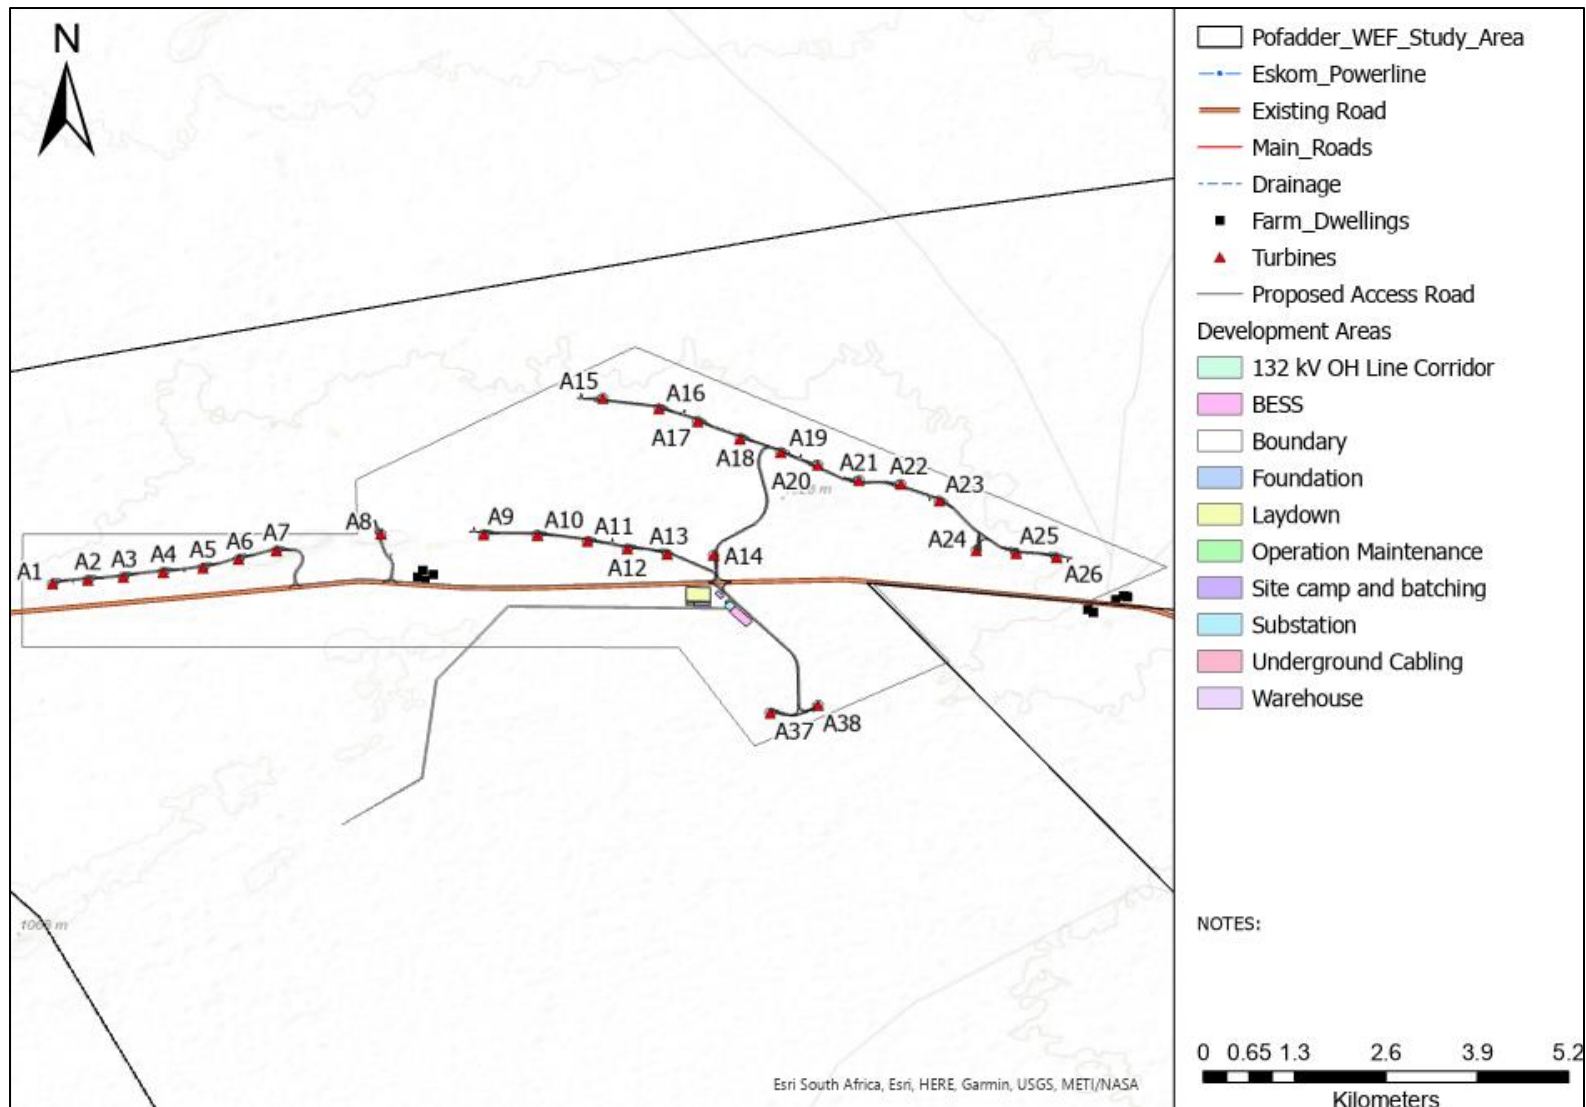 N
Pofadder_WEF_Study_Area
Eskom_Powerline
Existing Road
Main_Roads
Drainage
Farm_Dwellings
Turbines
Proposed Access Road
Development Areas
132 kV OH Line Corridor
BESS
Boundary
Foundation
Laydown
Operation Maintenance
Site camp and batching
Substation
Underground Cabling
Warehouse
NOTES:
0 0.65 1.3 2.6 3.9 5.2
Kilometers
A15
A16
A17
A18
A19
A20
A21
A22
A23
A24
A25
A26
A8
A9
A10
A11
A12
A13
A14
A1
A2
A3
A4
A5
A6
A7
A37
A38
Esri South Africa, Esri, HERE, Garmin, USGS, METI/NASA